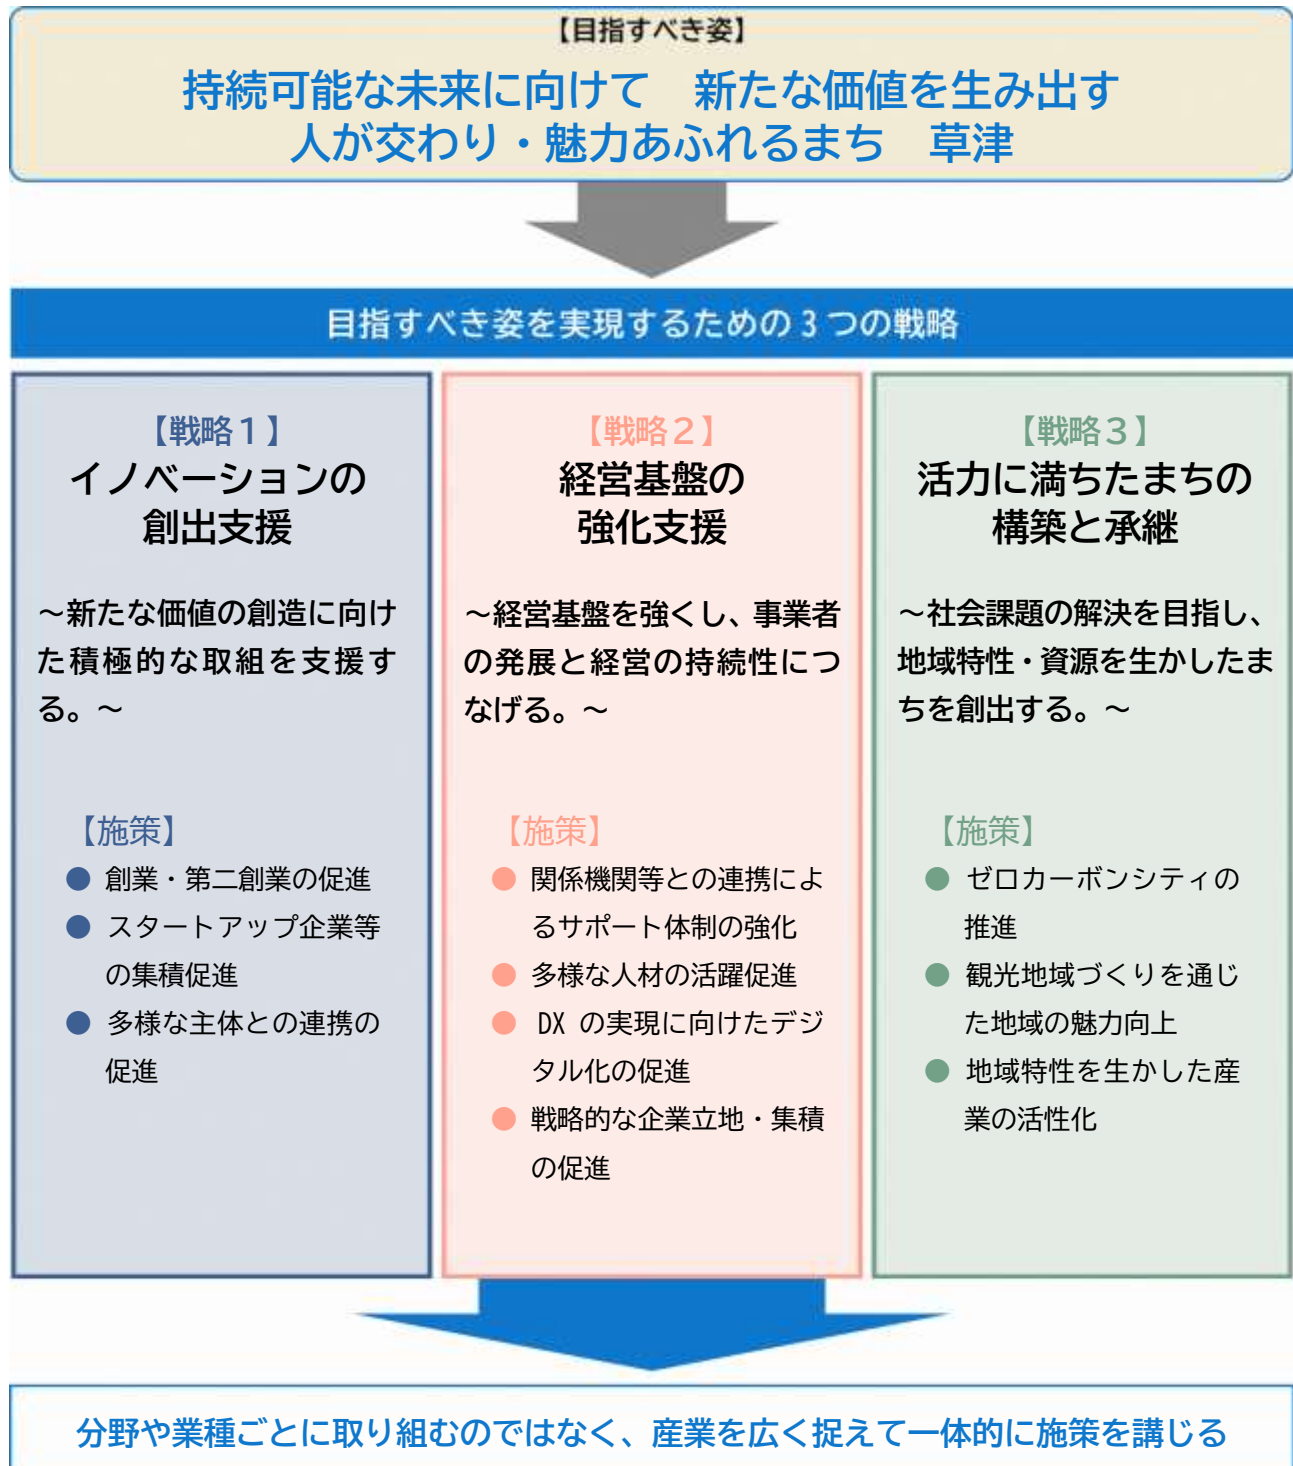 【目指すべき姿】
持続可能な未来に向けて　新たな価値を生み出す
人が交わり・魅力あふれるまち　草津
目指すべき姿を実現するための3つの戦略
【戦略１】
イノベーションの
創出支援
～新たな価値の創造に向け
た積極的な取組を支援す
る。～
【施策】
● 創業・第二創業の促進
● スタートアップ企業等
の集積促進
● 多様な主体との連携の
促進
【戦略２】
経営基盤の
強化支援
～経営基盤を強くし、事業者
の発展と経営の持続性につ
なげる。～
【施策】
● 関係機関等との連携によ
るサポート体制の強化
● 多様な人材の活躍促進
● DX の実現に向けたデジ
タル化の促進
● 戦略的な企業立地・集積
の促進
【戦略３】
活力に満ちたまちの
構築と承継
～社会課題の解決を目指し、
地域特性・資源を生かしたま
ちを創出する。～
【施策】
● ゼロカーボンシティの
推進
● 観光地域づくりを通じ
た地域の魅力向上
● 地域特性を生かした産
業の活性化
分野や業種ごとに取り組むのではなく、産業を広く捉えて一体的に施策を講じる